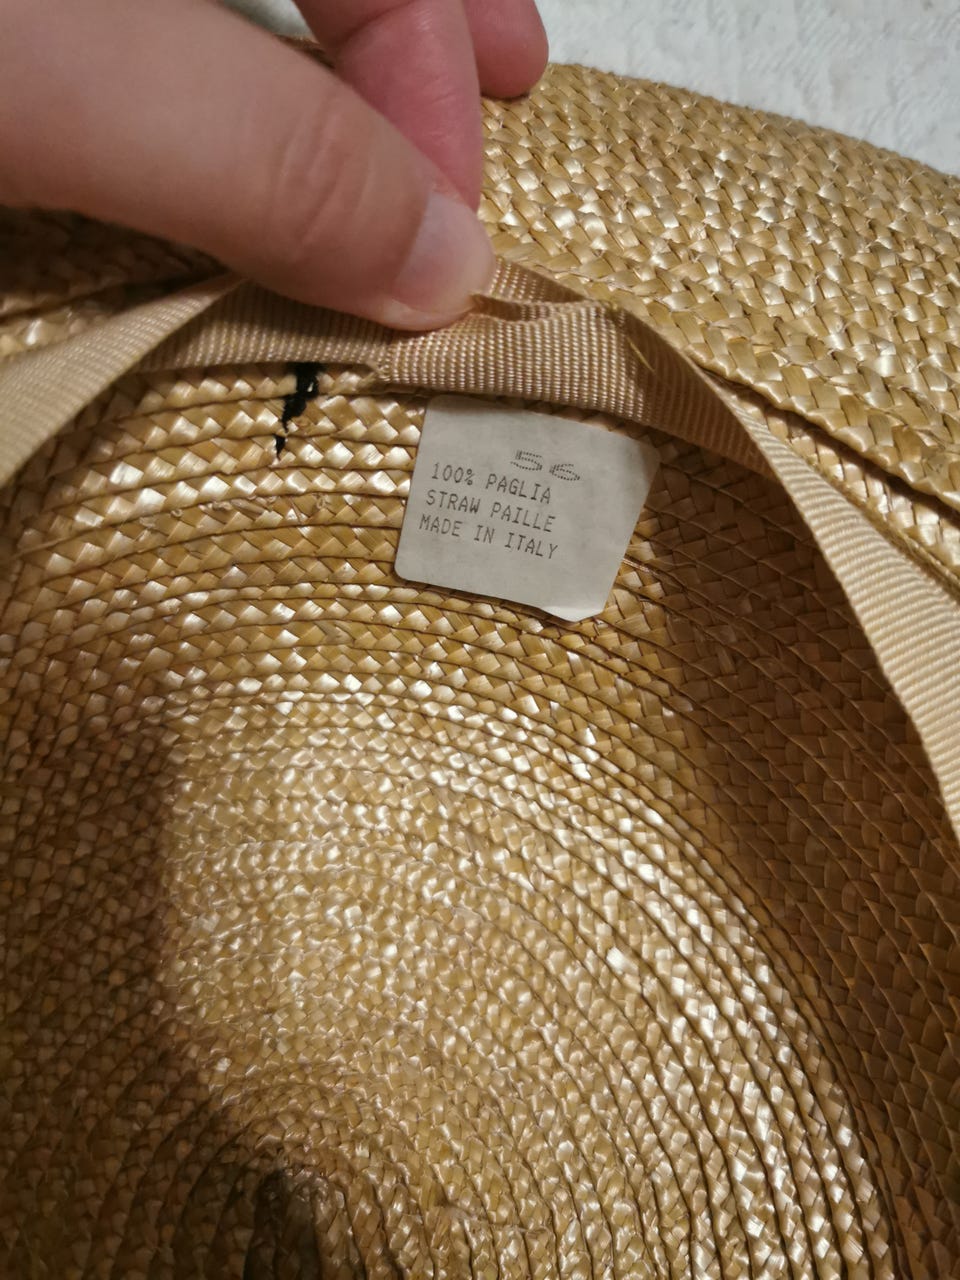 56
100% PAGLIA
STRAW PAILLE
MADE IN ITALY